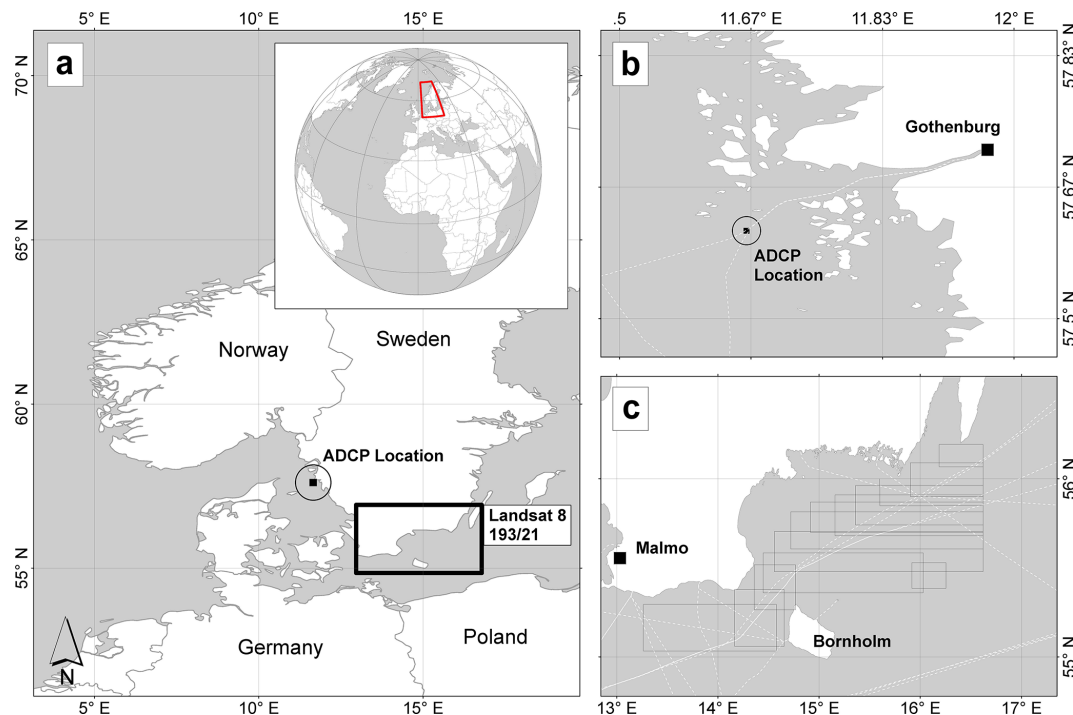 5° E
10° E
15° E
a
70° N
65° N
60° N
55° N
Norway
Sweden
ADCP Location
Landsat 8
193/21
Germany
Poland
N
5° E
10° E
15° E
.5
11.67° E
11.83° E
12° E
b
57.83° N
57.67° N
57.5° N
Gothenburg
ADCP
Location
c
56° N
55° N
Malmo
Bornholm
13° E
14° E
15° E
16° E
17° E